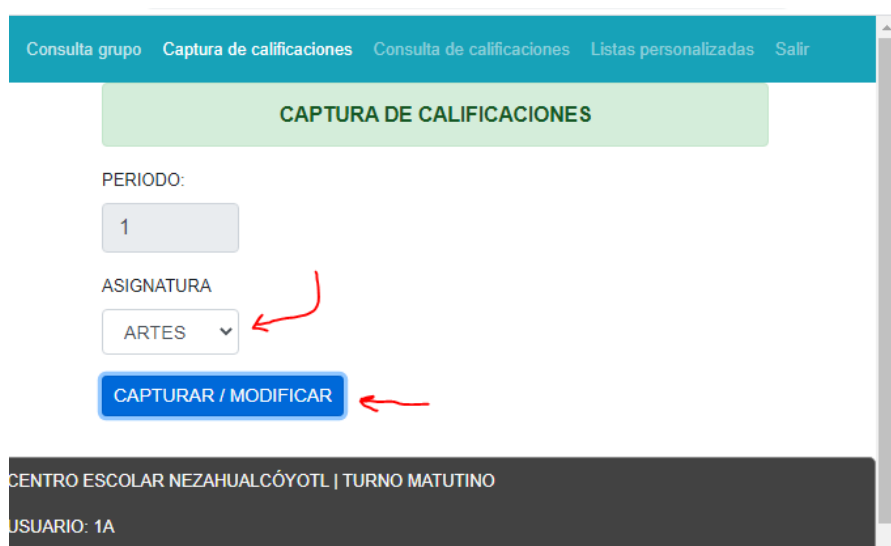 Consulta grupo Captura de calificaciones Consulta de calificaciones Listas personalizadas Salir
CAPTURA DE CALIFICACIONES
PERIODO:
1
ASIGNATURA
ARTES
CAPTURAR / MODIFICAR
CENTRO ESCOLAR NEZAHUALCÓYOTL | TURNO MATUTINO
USUARIO: 1A